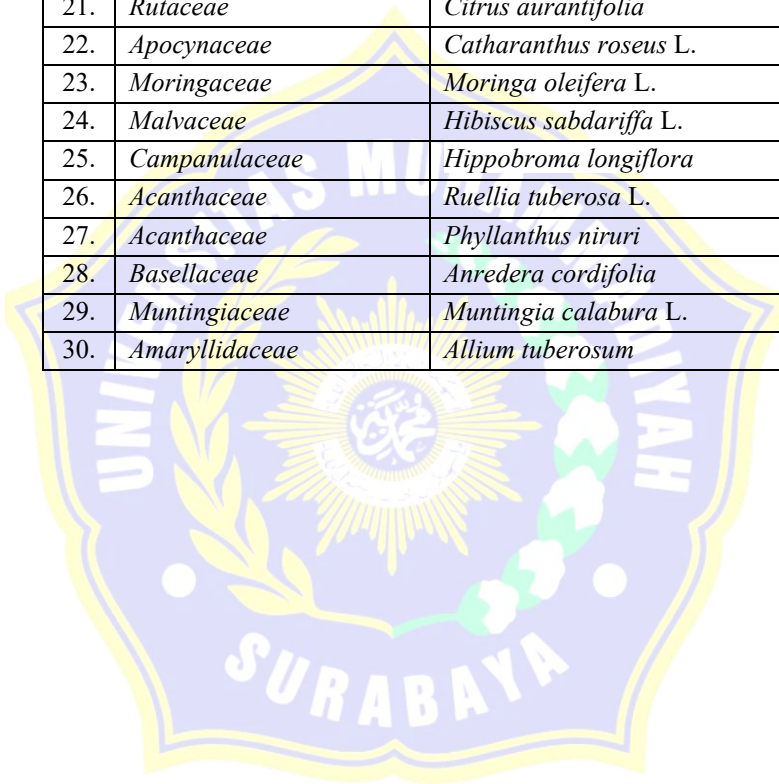 21. Rutaceae Citrus aurantifolia
22. Apocynaceae Catharanthus roseus L.
23. Moringaceae Moringa oleifera L.
24. Malvaceae Hibiscus sabdariffa L.
25. Campanulaceae Hippobroma longiflora
26. Acanthaceae Ruellia tuberosa L.
27. Acanthaceae Phyllanthus niruri
28. Basellaceae Anredera cordifolia
29. Muntingiaceae Muntingia calabura L.
30. Amaryllidaceae Allium tuberosum
UNIVERSITAS MUHAMMADIYAH
SURABAYA